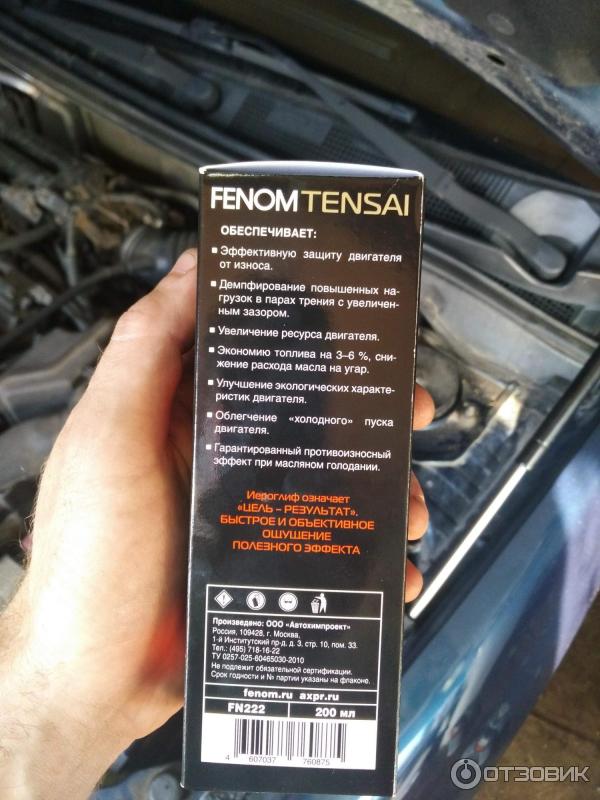 FENOM TENSAI
ОБЕСПЕЧИВАЕТ:
Эффективную защиту двигателя
от износа.
Демпфирование повышенных на-
грузок в парах трения с увеличен-
ным зазором.
Увеличение ресурса двигателя.
Экономию топлива на 3–6 %, сни-
жение расхода масла на угар.
Улучшение экологических характе-
ристик двигателя.
Облегчение «холодного» пуска
двигателя.
Гарантированный противоизносный
эффект при масляном голодании.
Иероглиф означает
«ЦЕЛЬ – РЕЗУЛЬТАТ».
БЫСТРОЕ И ОБЪЕКТИВНОЕ
ОЩУЩЕНИЕ
ПОЛЕЗНОГО ЭФФЕКТА
Произведено: ООО «Автохимпроект»
Россия, 109428, г. Москва,
1-й Институтский пр-д, д. 3, стр. 10, пом. 33.
Тел.: (495) 718-16-22
ТУ 0257-025-60465030-2010
Не подлежит обязательной сертификации.
Срок годности и № партии указаны на флаконе.
fenom.ru axpr.ru
FN222 200 мл
4 607037 760875
ОТЗОВИК